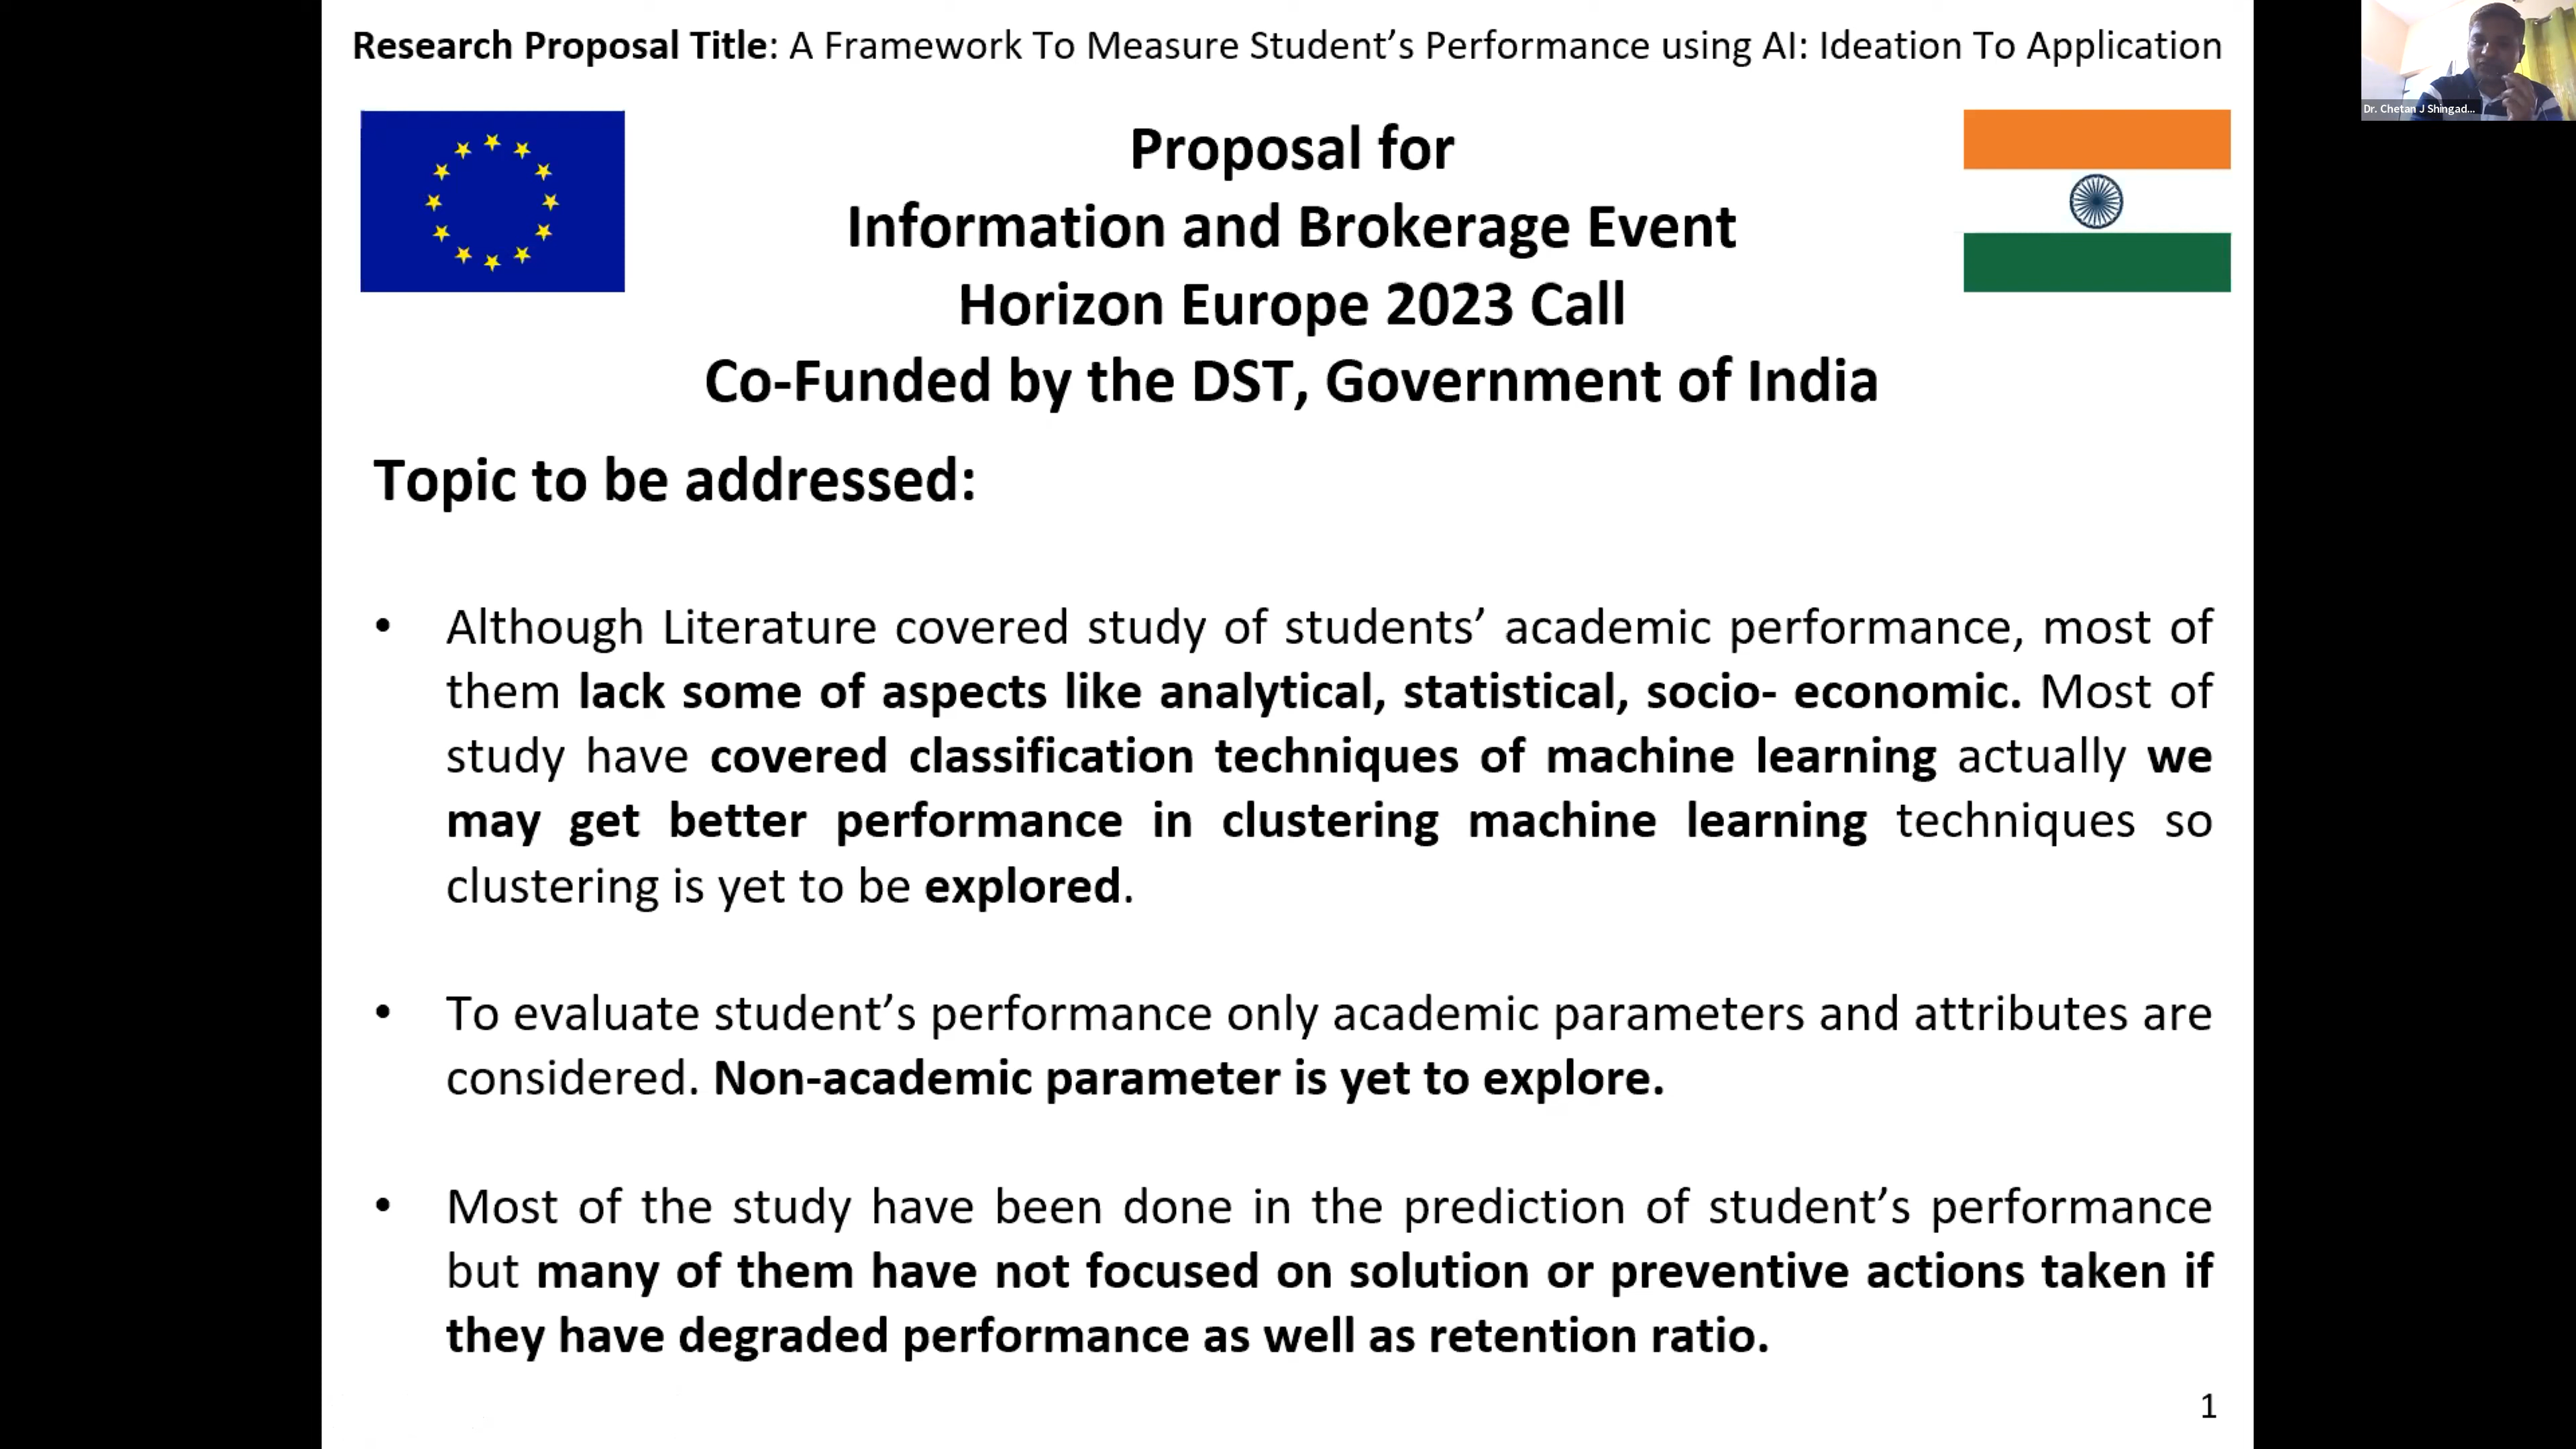 Research Proposal Title: A Framework To Measure Student’s Performance using AI: Ideation To Application
Dr. Chetan J Shingad...
Proposal for
Information and Brokerage Event
Horizon Europe 2023 Call
Co-Funded by the DST, Government of India
Topic to be addressed:
• Although Literature covered study of students’ academic performance, most of
them lack some of aspects like analytical, statistical, socio- economic. Most of
study have covered classification techniques of machine learning actually we
may get better performance in clustering machine learning techniques so
clustering is yet to be explored.
• To evaluate student’s performance only academic parameters and attributes are
considered. Non-academic parameter is yet to explore.
• Most of the study have been done in the prediction of student’s performance
but many of them have not focused on solution or preventive actions taken if
they have degraded performance as well as retention ratio.
1